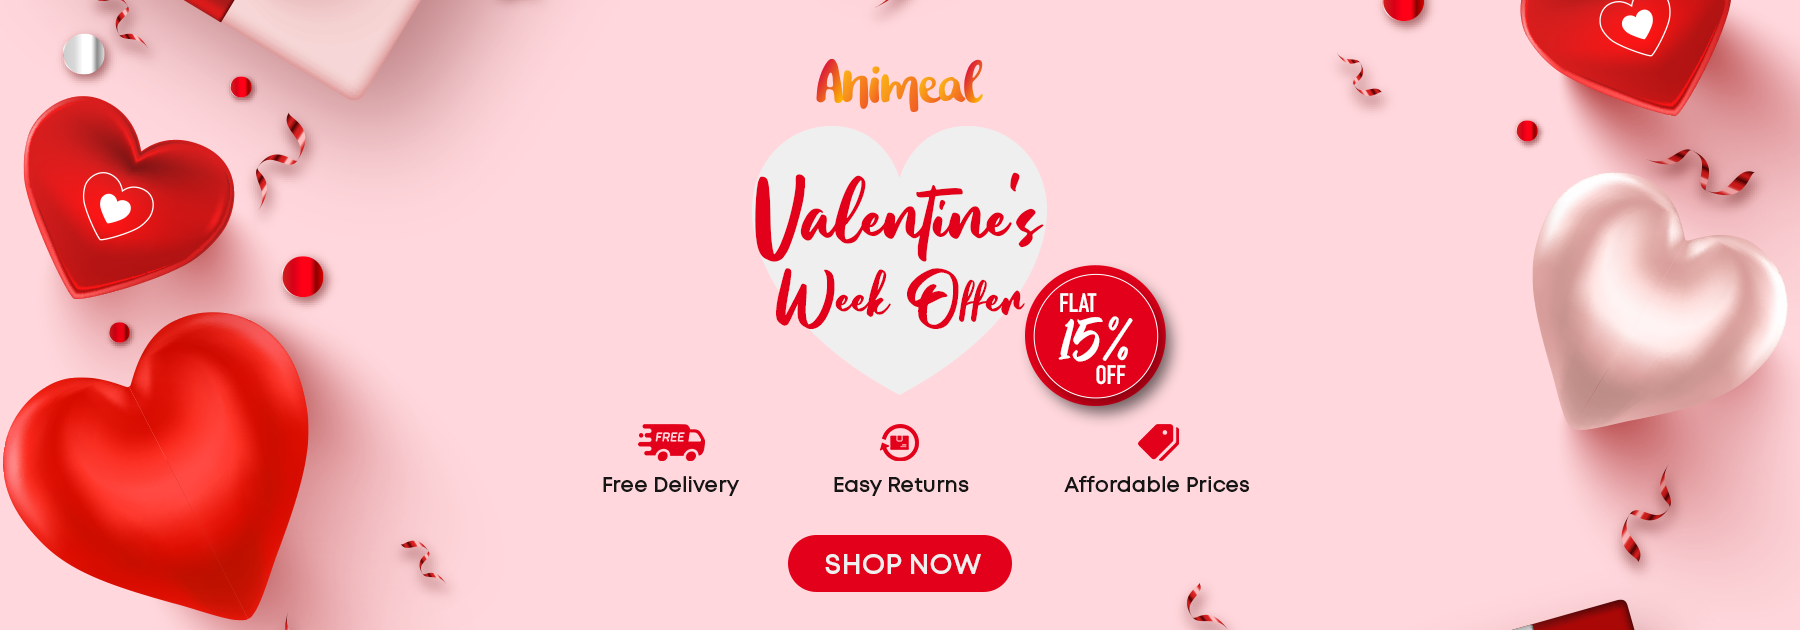 Animeal
Valentine's
Week Offer
FLAT
15%
OFF
FREE
Free Delivery
Easy Returns
Affordable Prices
SHOP NOW